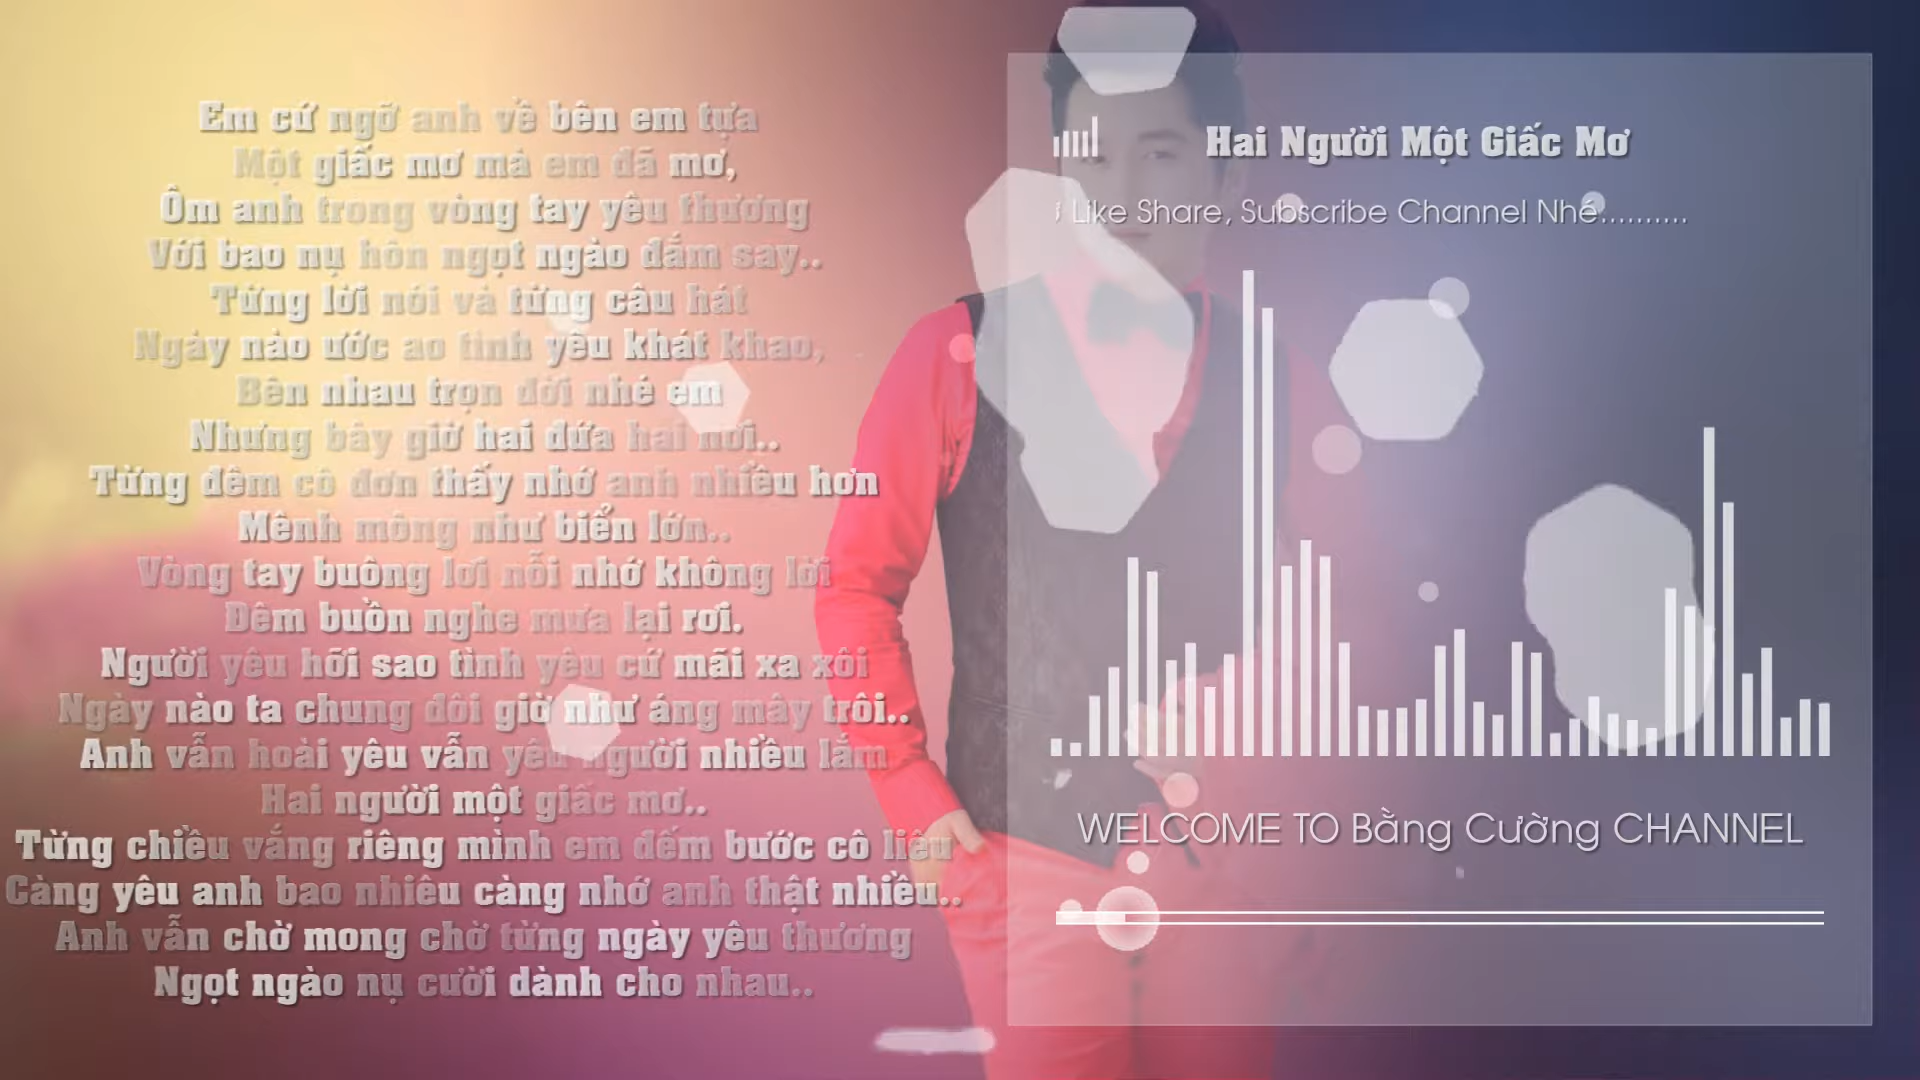 Em cứ ngỡ anh về bên em tựa
Một giấc mơ mà em đã mơ,
Ôm anh trong vòng tay yêu thương
Với bao nụ hôn ngọt ngào đắm say..
Từng lời nói và từng câu hát
Ngày nào ước ao tình yêu khát khao,
Bên nhau trọn đời nhé em
Nhưng bây giờ hai đứa hai nơi..
Từng đêm cô đơn thấy nhớ anh nhiều hơn
Mênh mông như biển lớn..
Vòng tay buông lơi nỗi nhớ không lời
Đêm buồn nghe mưa lại rơi.
Người yêu hỡi sao tình yêu cứ mãi xa xôi
Ngày nào ta chung đôi giờ như áng mây trôi..
Anh vẫn hoài yêu vẫn yêu người nhiều lắm
Hai người một giấc mơ..
Từng chiều vắng riêng mình em đếm bước cô liêu
Càng yêu anh bao nhiêu càng nhớ anh thật nhiều..
Anh vẫn chờ mong chờ từng ngày yêu thương
Ngọt ngào nụ cười dành cho nhau..
Hai Người Một Giấc Mơ
Like Share, Subscribe Channel Nhé..........
WELCOME TO Bằng Cường CHANNEL